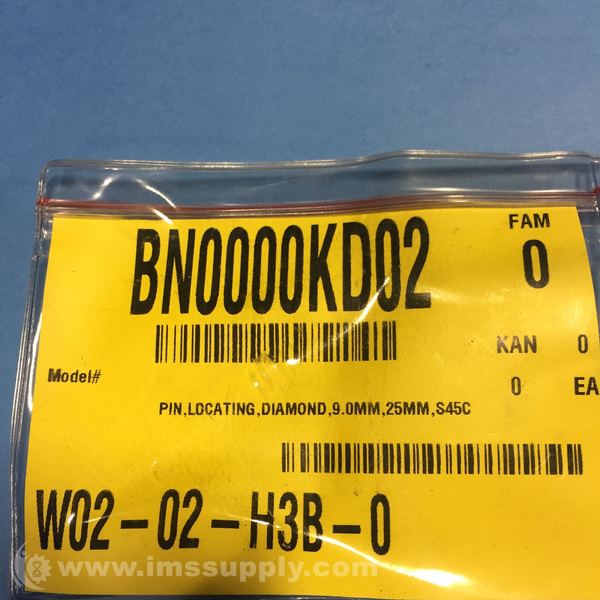 FAM
BN0000KD02 0
KAN 0
Model# 0 EA
PIN,LOCATING,DIAMOND,9.0MM,25MM,S45C
W02-02-H3B-0
www.imssupply.com